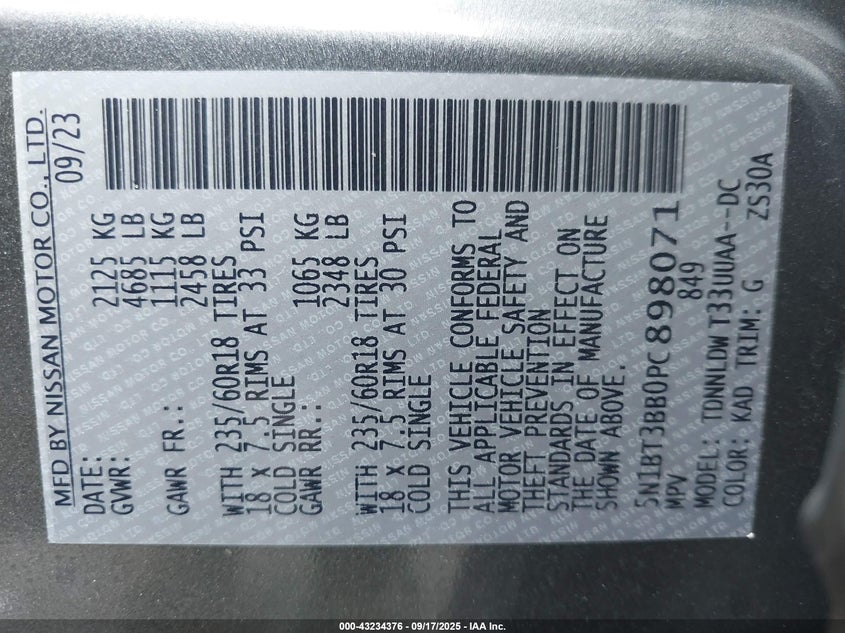 MFD BY NISSAN MOTOR CO., LTD.
DATE: 09/23
GVWR: 2125 KG
4685 LB
GAWR FR.: 1115 KG
2458 LB
WITH 235/60R18 TIRES
18 X 7.5 RIMS AT 33 PSI
COLD SINGLE
GAWR RR.: 1065 KG
2348 LB
WITH 235/60R18 TIRES
18 X 7.5 RIMS AT 30 PSI
COLD SINGLE
THIS VEHICLE CONFORMS TO
ALL APPLICABLE FEDERAL
MOTOR VEHICLE SAFETY AND
THEFT PREVENTION
STANDARDS IN EFFECT ON
THE DATE OF MANUFACTURE
SHOWN ABOVE.
5N1BT3BB0PC898071
MPV 849
MODEL: TDNNLDWT33UUAA--DC
COLOR: KAD TRIM: G ZS30A
000-43234376 - 09/17/2025 - IAA Inc.